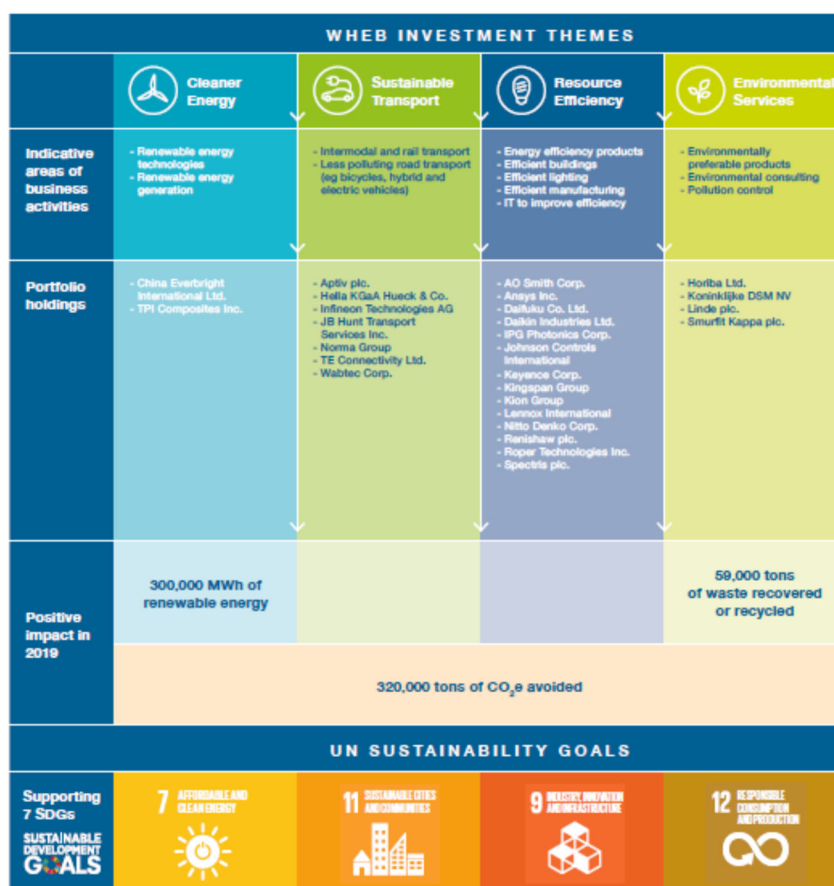 WHEB INVESTMENT THEMES
Cleaner
Energy
Sustainable
Transport
Resource
Efficiency
Environmental
Services
Indicative
areas of
business
activities
- Renewable energy
technologies
- Renewable energy
generation
- Intermodal and rail transport
- Less polluting road transport
(eg bicycles, hybrid and
electric vehicles)
- Energy efficiency products
- Efficient buildings
- Efficient lighting
- Efficient manufacturing
- IT to improve efficiency
- Environmentally
preferable products
- Environmental consulting
- Pollution control
Portfolio
holdings
- China Everbright
International Ltd.
- TPI Composites Inc.
- Aptiv plc.
- Hella KGaA Hueck & Co.
- Infineon Technologies AG
- JB Hunt Transport
Services Inc.
- Norma Group
- TE Connectivity Ltd.
- Wabtec Corp.
- AO Smith Corp.
- Ansys Inc.
- Daifuku Co. Ltd.
- Daikin Industries Ltd.
- IPG Photonics Corp.
- Johnson Controls
International
- Keyence Corp.
- Kingspan Group
- Kion Group
- Lennox International
- Nitto Denko Corp.
- Renishaw plc.
- Roper Technologies Inc.
- Spectris plc.
- Horiba Ltd.
- Koninklijke DSM NV
- Linde plc.
- Smurfit Kappa plc.
Positive
impact in
2019
300,000 MWh of
renewable energy
59,000 tons
of waste recovered
or recycled
320,000 tons of CO₂e avoided
UN SUSTAINABILITY GOALS
Supporting
7 SDGs
SUSTAINABLE
DEVELOPMENT
GOALS
7 AFFORDABLE AND
CLEAN ENERGY
11 SUSTAINABLE CITIES
AND COMMUNITIES
9 INDUSTRY, INNOVATION
AND INFRASTRUCTURE
12 RESPONSIBLE
CONSUMPTION
AND PRODUCTION